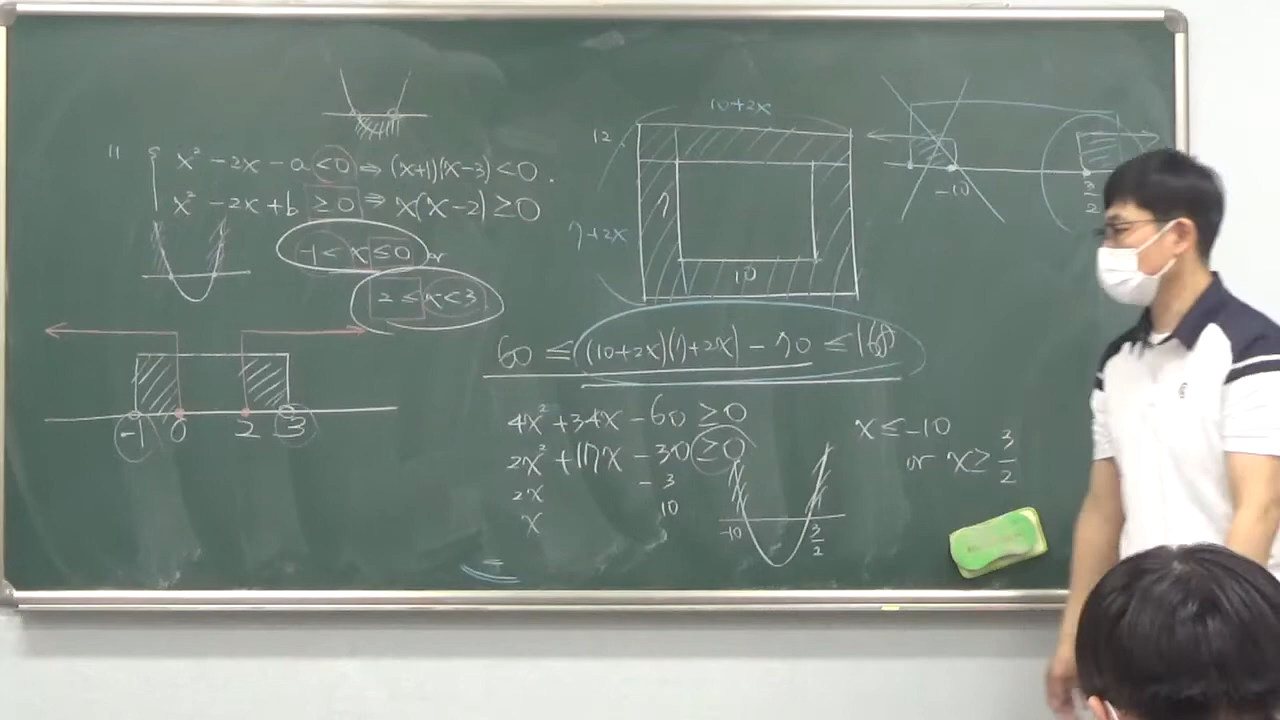 11 x² - 2x - a < 0 ⇒ (x+1)(x-3) < 0 .
x² - 2x + b ≥ 0 ⇒ x(x-2) ≥ 0
-1 < x ≤ 0 or
2 ≤ x < 3
-1 0 2 3
12
10+2x
7
7+2x
10
60 ≤ (10+2x)(7+2x) - 70 ≤ 168
4x² + 34x - 60 ≥ 0
2x² + 17x - 30 ≥ 0
2x - 3
x 10
-10 3/2
x ≤ -10
or x ≥ 3/2
-10 3/2